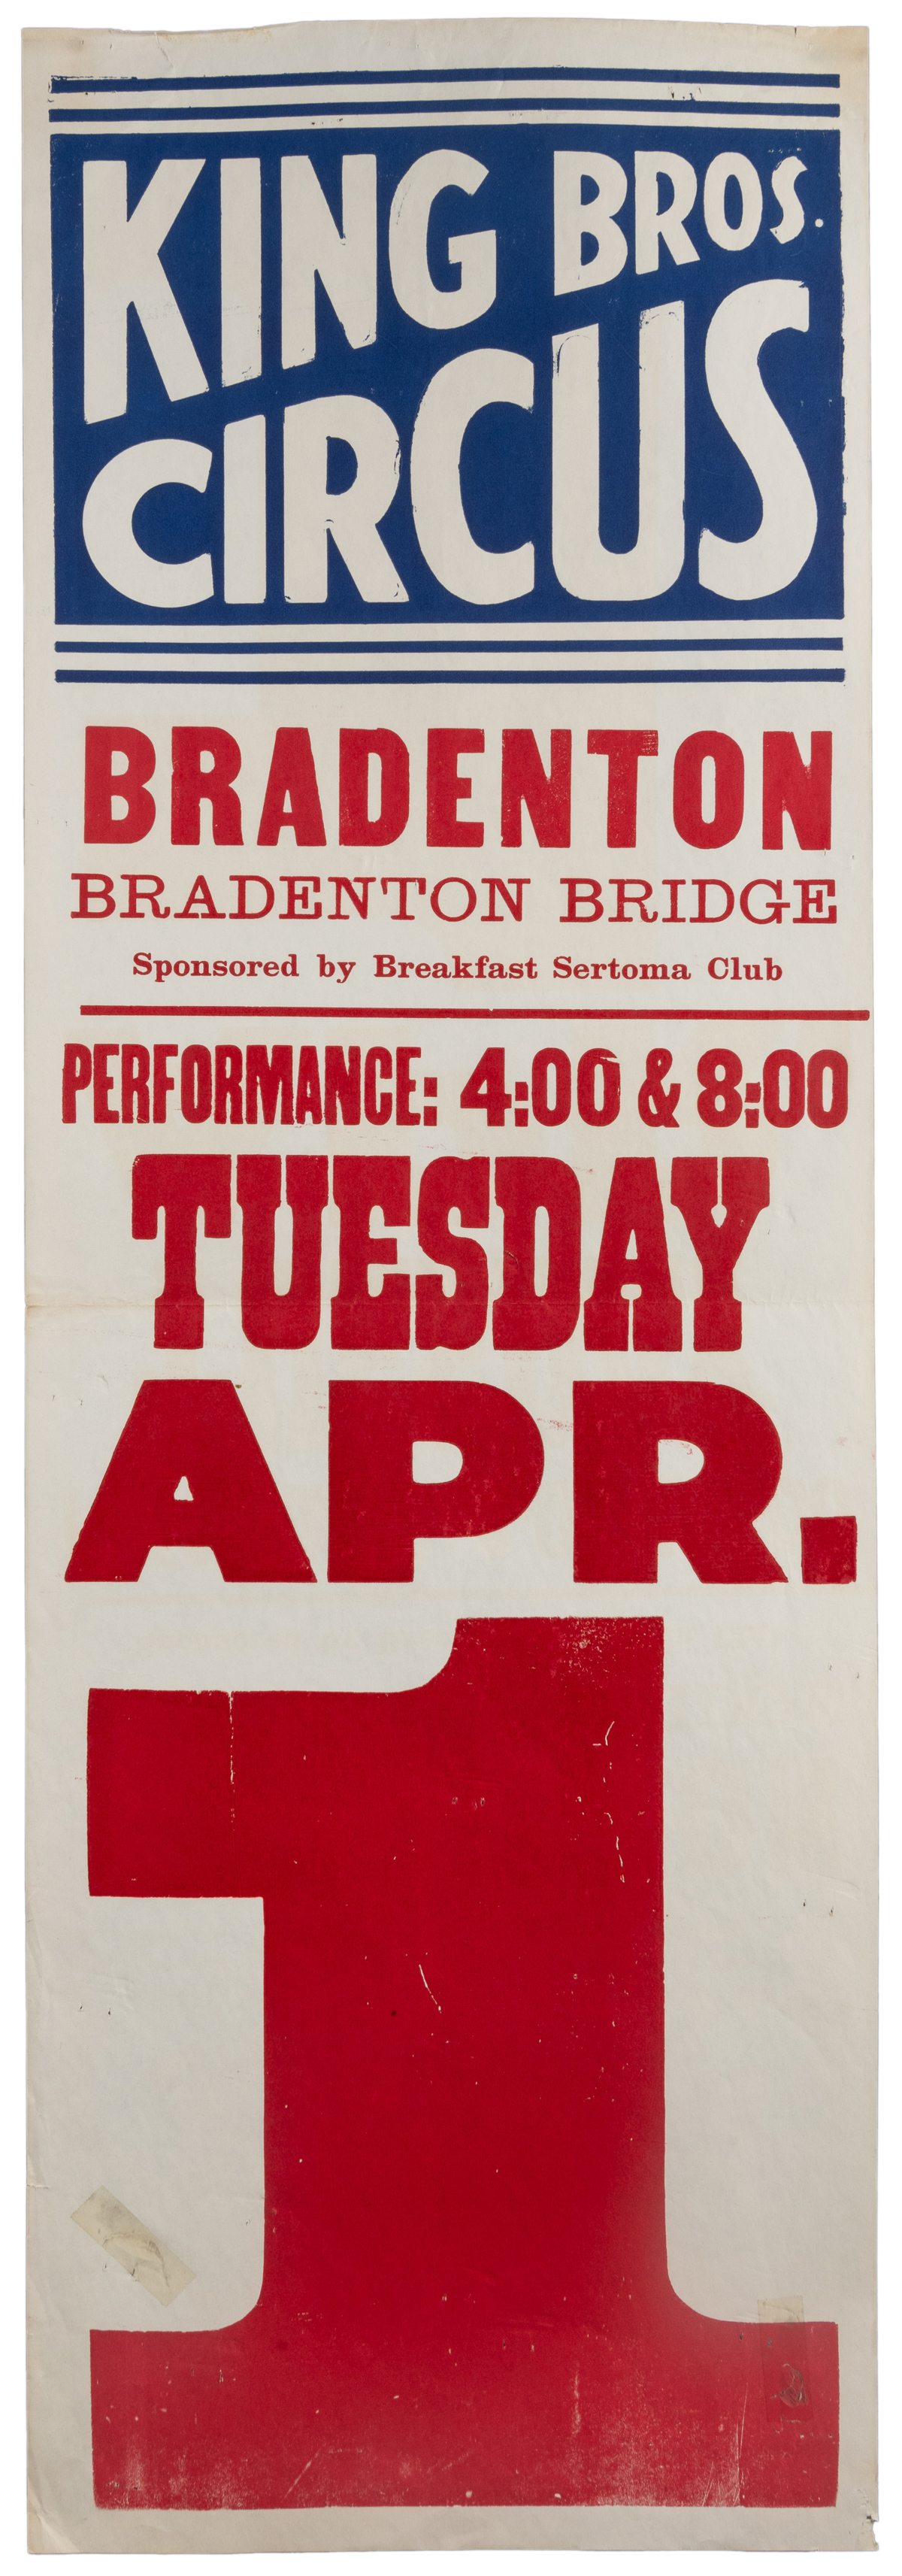 KING BROS.
CIRCUS
BRADENTON
BRADENTON BRIDGE
Sponsored by Breakfast Sertoma Club
PERFORMANCE: 4:00 & 8:00
TUESDAY
APR.
1